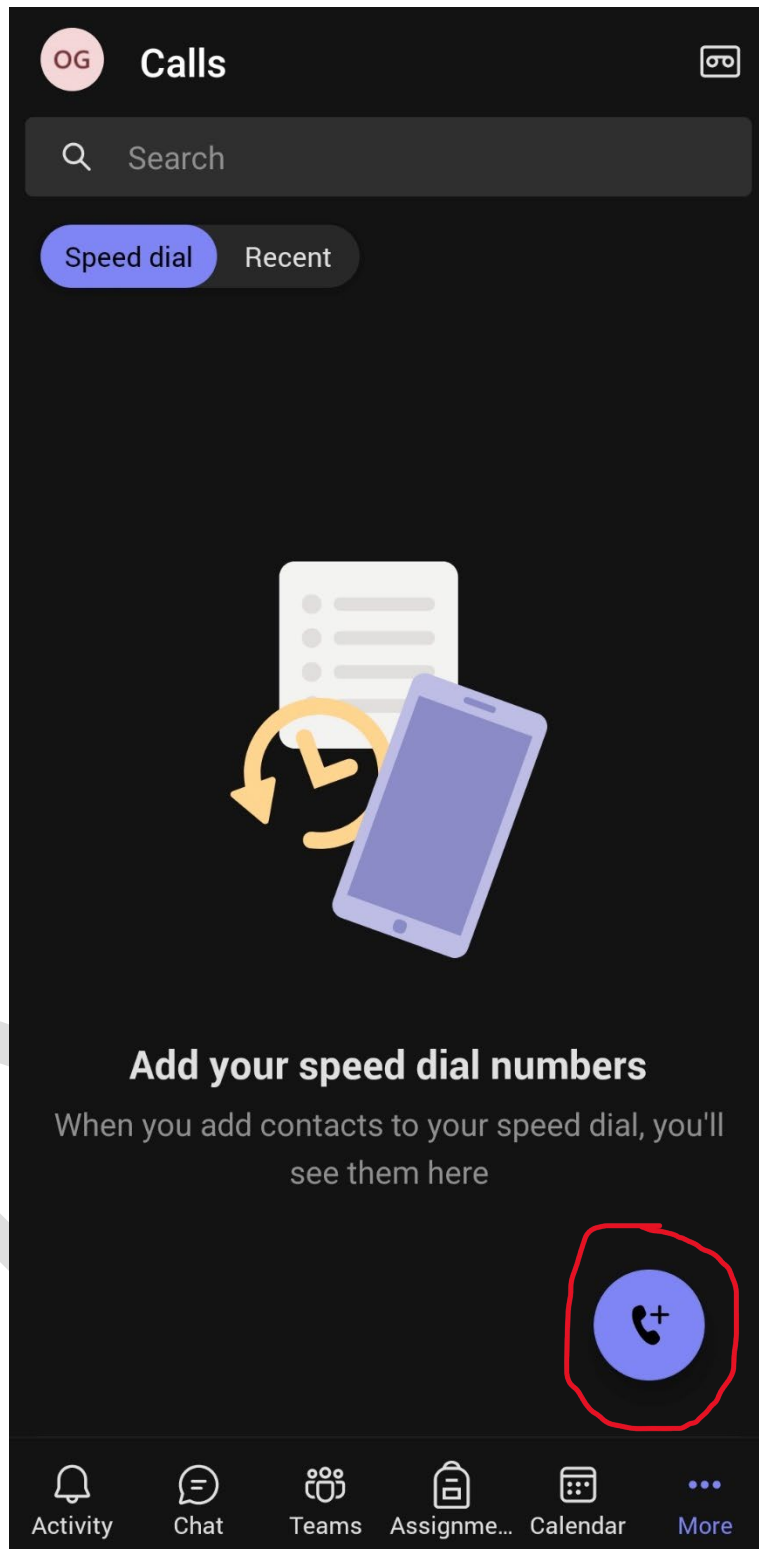 OG Calls
Search
Speed dial Recent
Add your speed dial numbers
When you add contacts to your speed dial, you'll
see them here
Activity Chat Teams Assignme... Calendar More